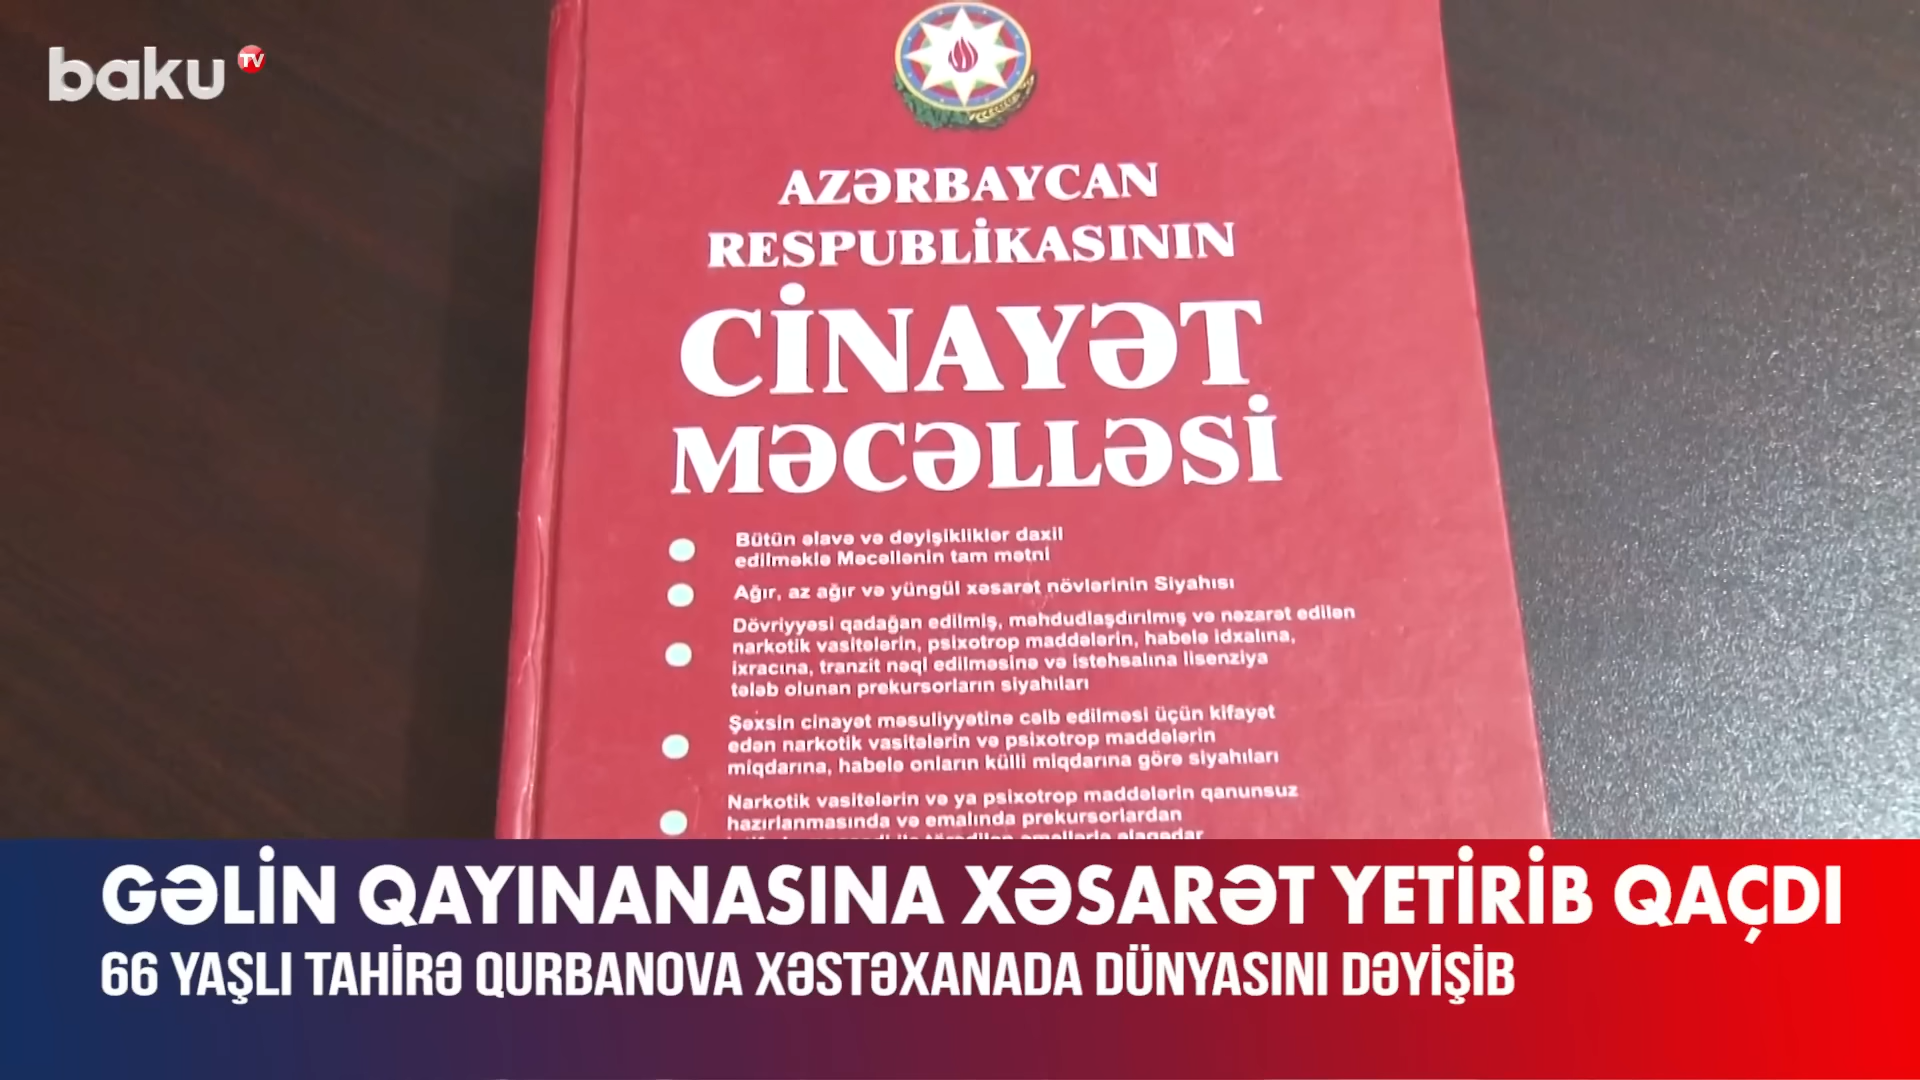 baku TV
AZƏRBAYCAN
RESPUBLİKASININ
CİNAYƏT
MƏCƏLLƏSİ
Bütün əlavə və dəyişikliklər daxil
edilməklə Məcəllənin tam mətni
Ağır, az ağır və yüngül xəsarət növlərinin Siyahısı
Dövriyyəsi qadağan edilmiş, məhdudlaşdırılmış və nəzarət edilən
narkotik vasitələrin, psixotrop maddələrin, habelə idxalına,
ixracına, tranzit nəql edilməsinə və istehsalına lisenziya
tələb olunan prekursorların siyahıları
Şəxsin cinayət məsuliyyətinə cəlb edilməsi üçün kifayət
edən narkotik vasitələrin və psixotrop maddələrin
miqdarına, habelə onların külli miqdarına görə siyahıları
Narkotik vasitələrin və ya psixotrop maddələrin qanunsuz
hazırlanmasında və emalında prekursorlardan
GƏLİN QAYINANASINA XƏSARƏT YETİRİB QAÇDI
66 YAŞLI TAHİRƏ QURBANOVA XƏSTƏXANADA DÜNYASINI DƏYİŞİB